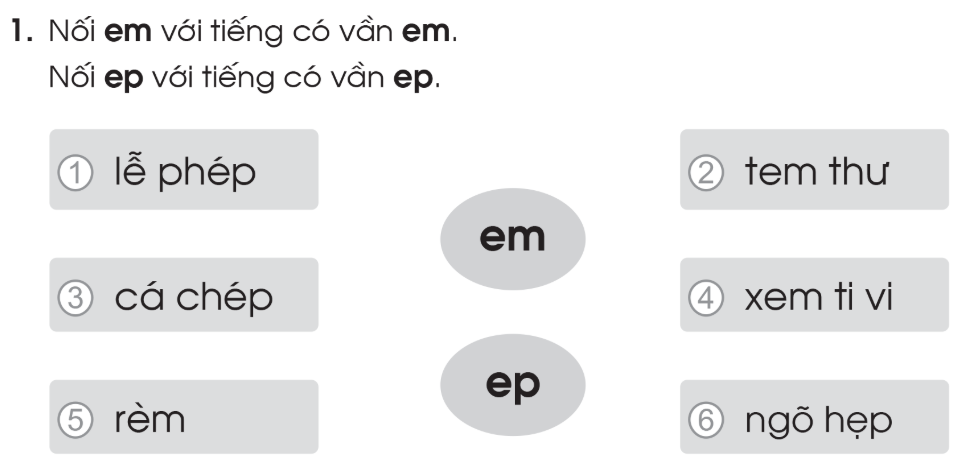 1. Nối em với tiếng có vần em.
Nối ep với tiếng có vần ep.
① lễ phép
② tem thư
em
③ cá chép
④ xem ti vi
ep
⑤ rèm
⑥ ngõ hẹp